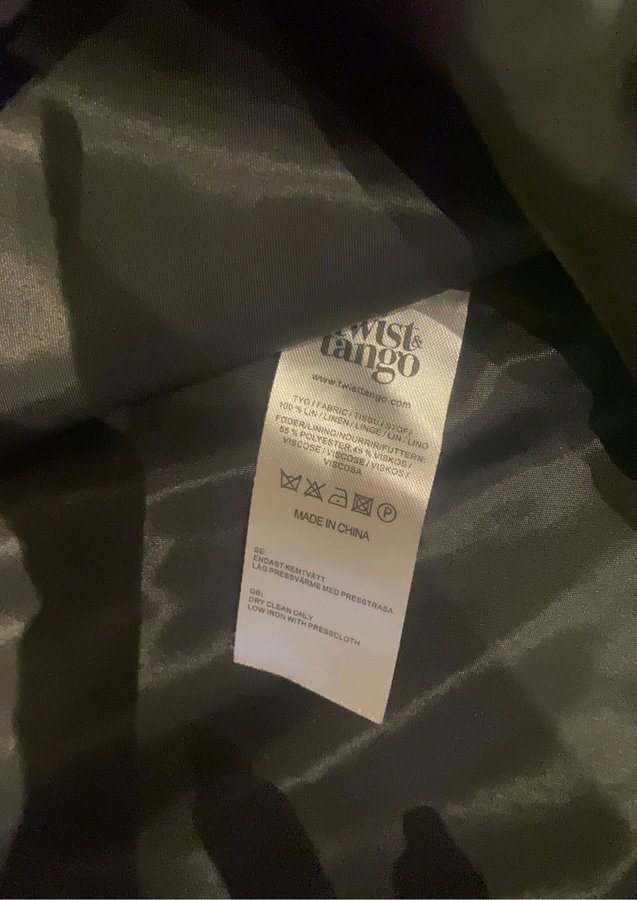 twist&
tango
www.twisttango.com
TYG / FABRIC / TISSU / STOFF
100 % LIN / LINEN / LINGE / LIN / LINO
FODER/LINING/NOURRIR/FUTTERN:
55 % POLYESTER,45 % VISKOS /
VISCOSE / VISCOSE / VISKOS /
VISCOSA
P
MADE IN CHINA
SE:
ENDAST KEMTVÄTT
LÅG PRESSVÄRME MED PRESSTRASA
GB:
DRY CLEAN ONLY
LOW IRON WITH PRESSCLOTH